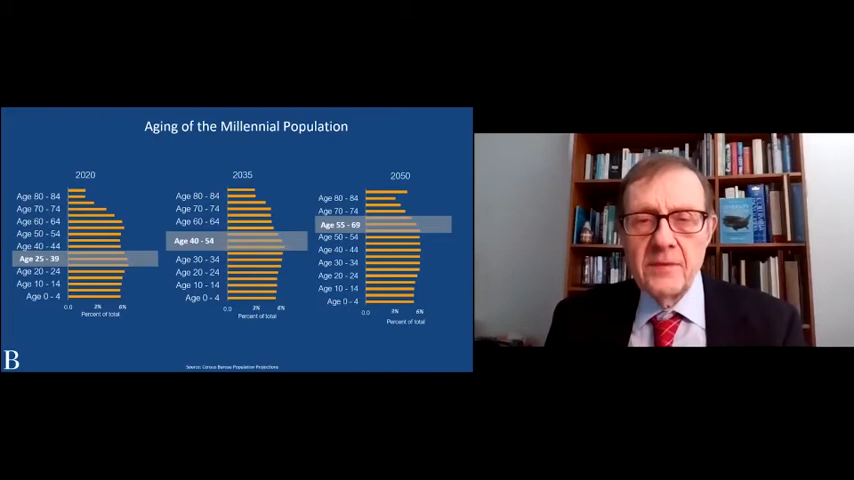 Aging of the Millennial Population
2020
Age 80 - 84
Age 70 - 74
Age 60 - 64
Age 50 - 54
Age 40 - 44
Age 25 - 39
Age 20 - 24
Age 10 - 14
Age 0 - 4
0.0
6%
Percent of total
2035
Age 80 - 84
Age 70 - 74
Age 60 - 64
Age 40 - 54
Age 30 - 34
Age 20 - 24
Age 10 - 14
Age 0 - 4
0.0
Percent of total
2050
Age 80 - 84
Age 70 - 74
Age 55 - 69
Age 50 - 54
Age 40 - 44
Age 30 - 34
Age 20 - 24
Age 10 - 14
Age 0 - 4
0.0
3%
6%
Percent of total
B
Source: Census Bureau Population Projections